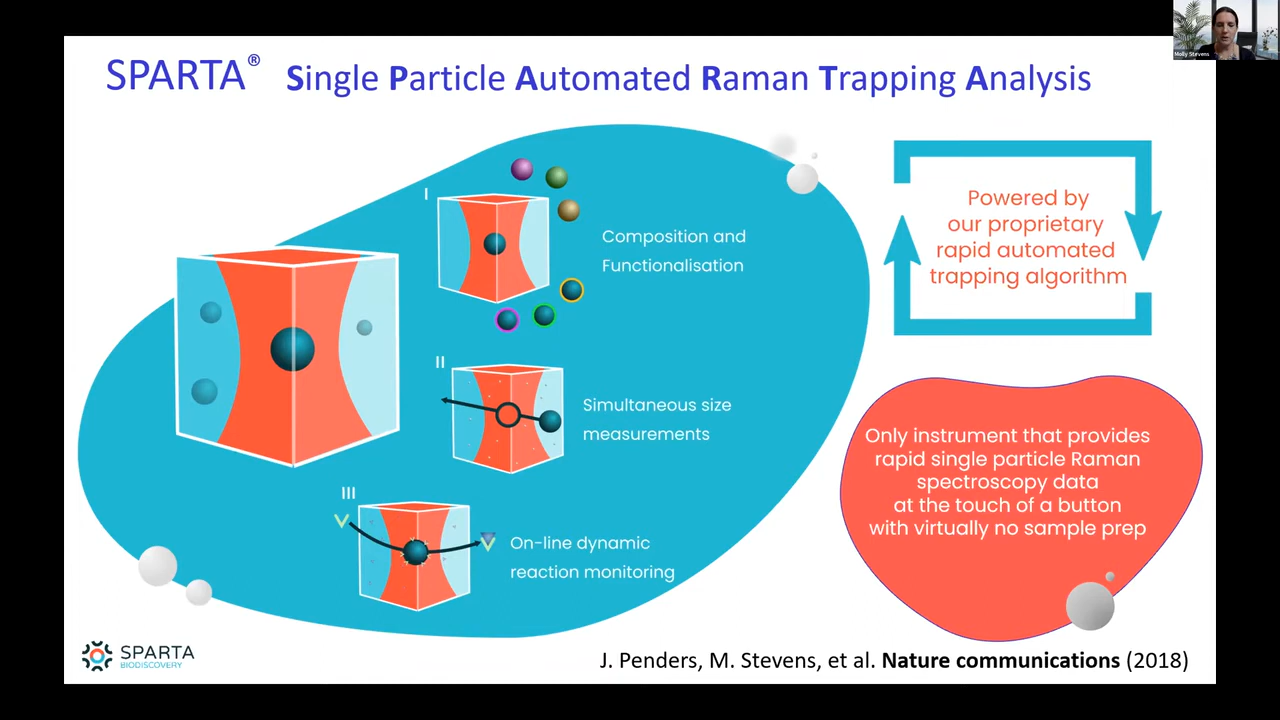 SPARTA® Single Particle Automated Raman Trapping Analysis
Molly Stevens
I
Composition and
Functionalisation
II
Simultaneous size
measurements
III
On-line dynamic
reaction monitoring
Powered by
our proprietary
rapid automated
trapping algorithm
Only instrument that provides
rapid single particle Raman
spectroscopy data
at the touch of a button
with virtually no sample prep
SPARTA
BIODISCOVERY
J. Penders, M. Stevens, et al. Nature communications (2018)